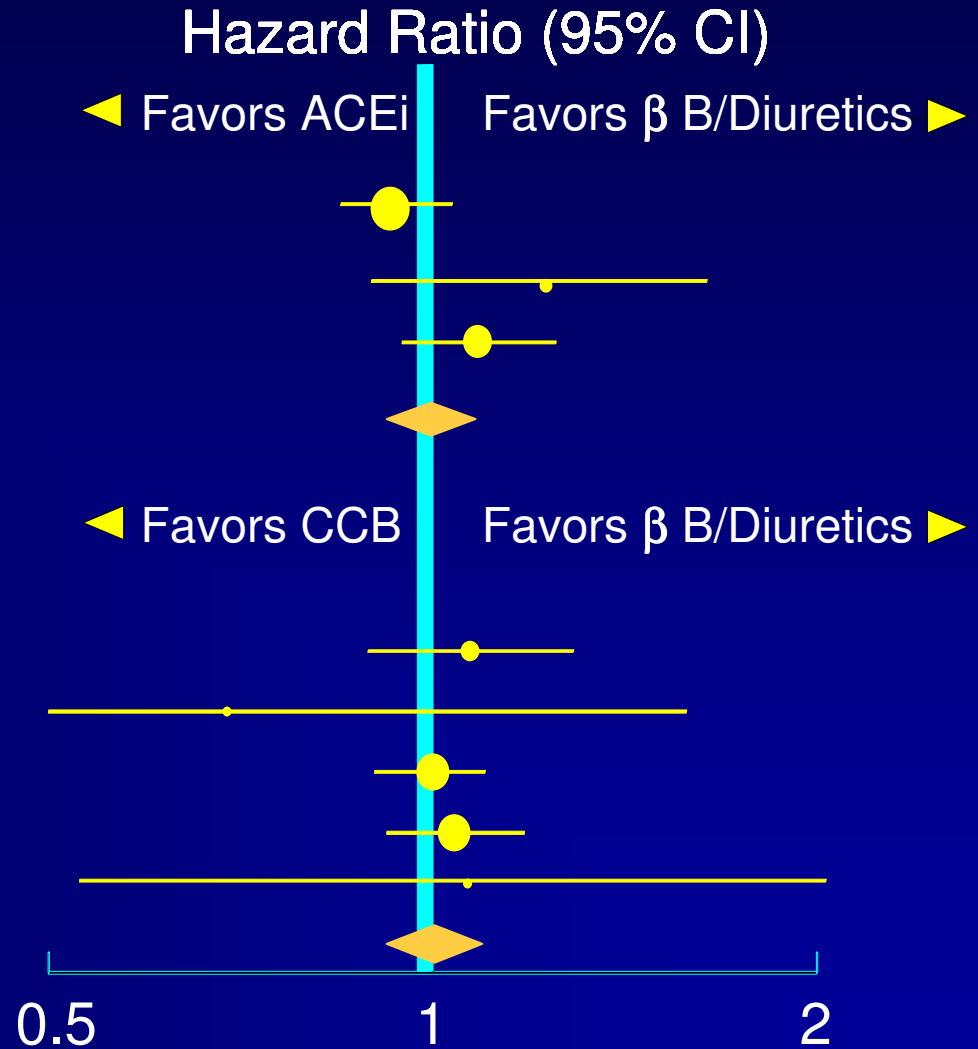 Hazard Ratio (95% CI)
Favors ACEi Favors β B/Diuretics
Favors CCB Favors β B/Diuretics
0.5 1 2